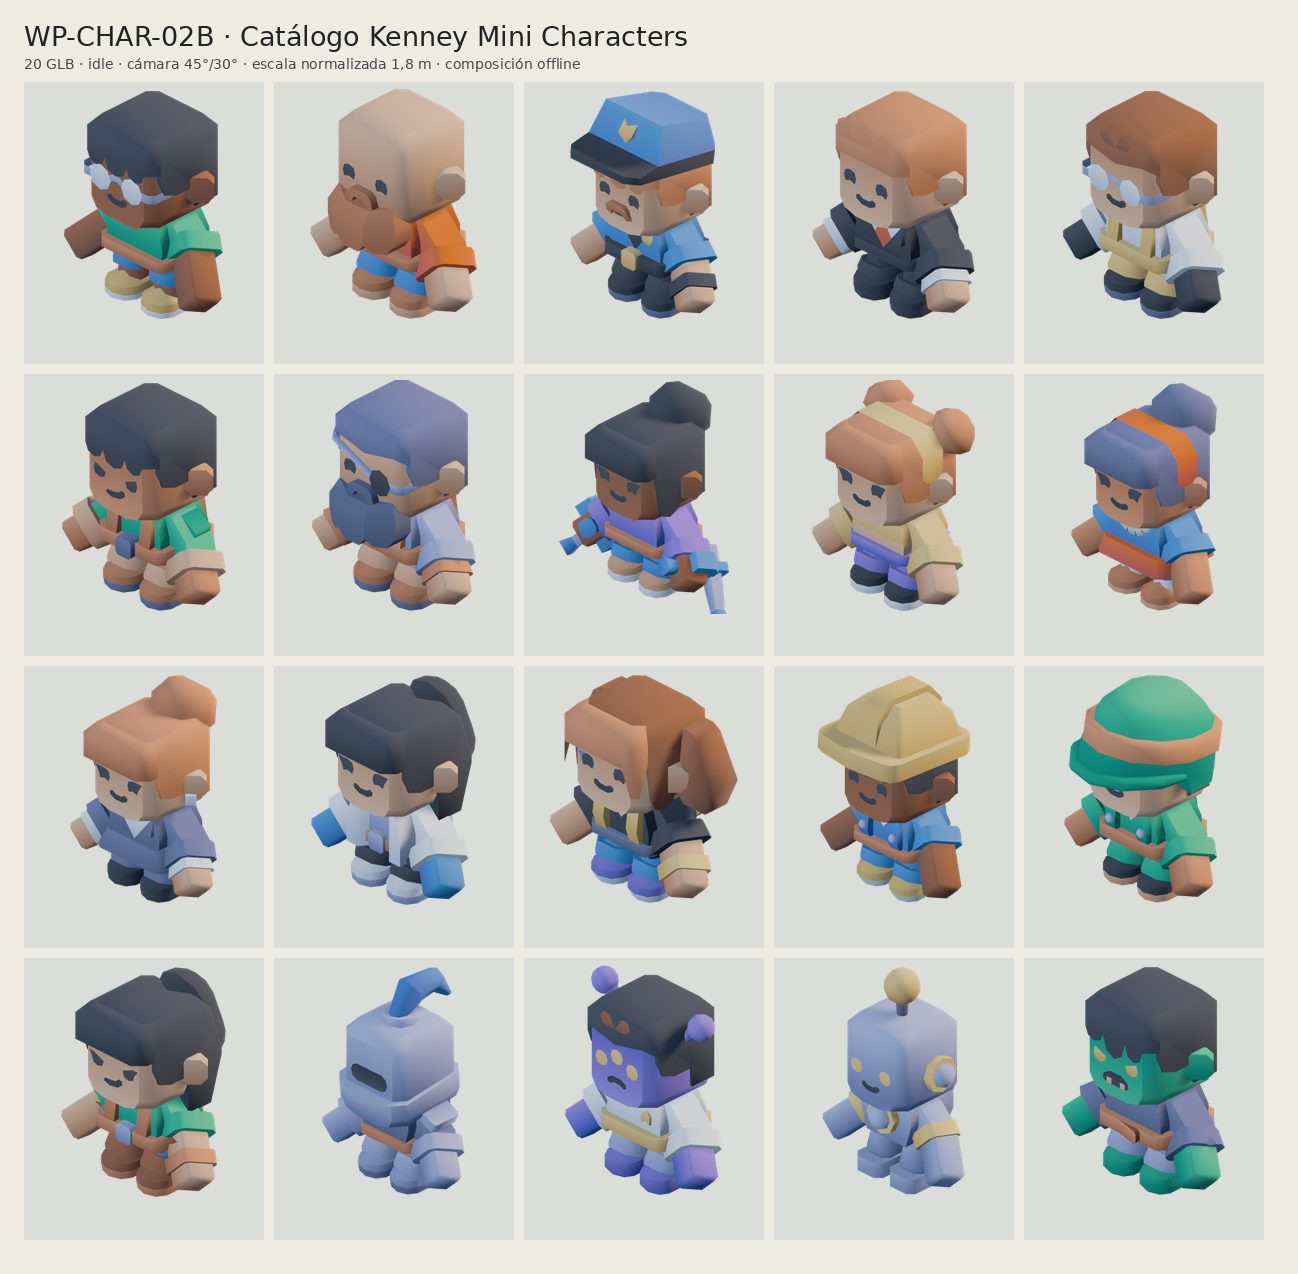 WP-CHAR-02B · Catálogo Kenney Mini Characters
20 GLB · idle · cámara 45°/30° · escala normalizada 1,8 m · composición offline